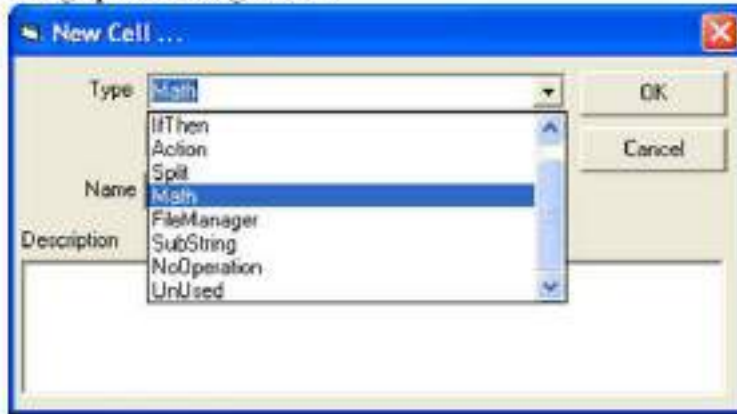 New Cell ...
Type Math
OK
IfThen
Action
Cancel
Split
Name
Math
FileManager
Description
SubString
NoOperation
UnUsed